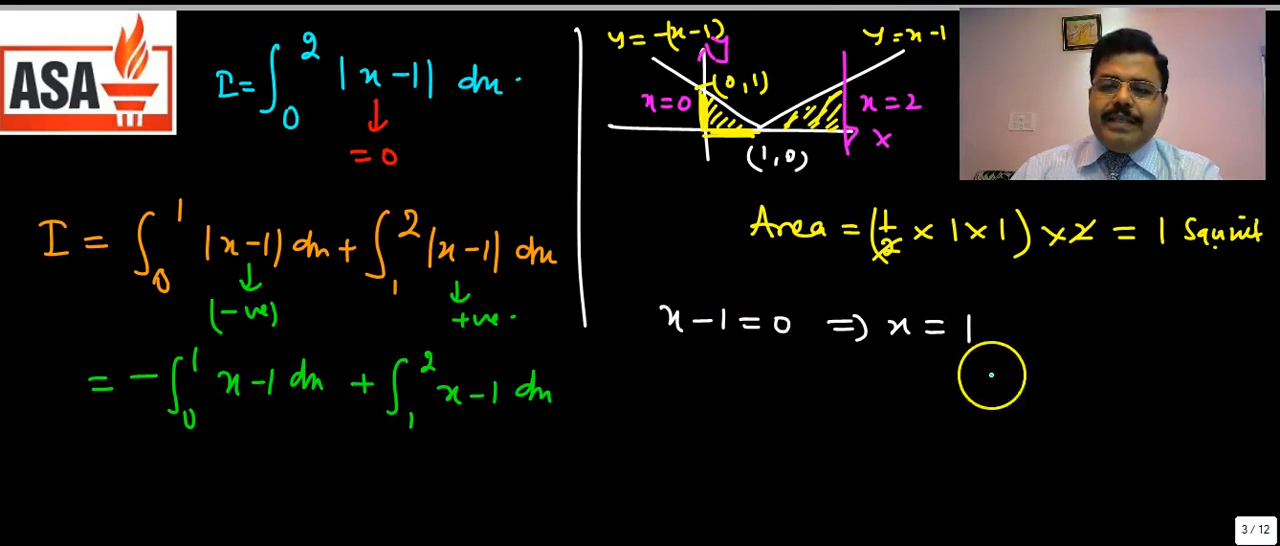 ASA
I = ∫₀² |x-1| dx.
= 0
I = ∫₀¹ |x-1| dx + ∫₁² |x-1| dx
(-ve)
+ve.
= -∫₀¹ x-1 dx + ∫₁² x-1 dx
y = -(x-1)
y
y = x-1
(0,1)
x=0
x=2
x
(1,0)
Area = (1/2 × 1×1) ×2 = 1 Sq unit
x-1=0 ⇒ x = 1
3 / 12